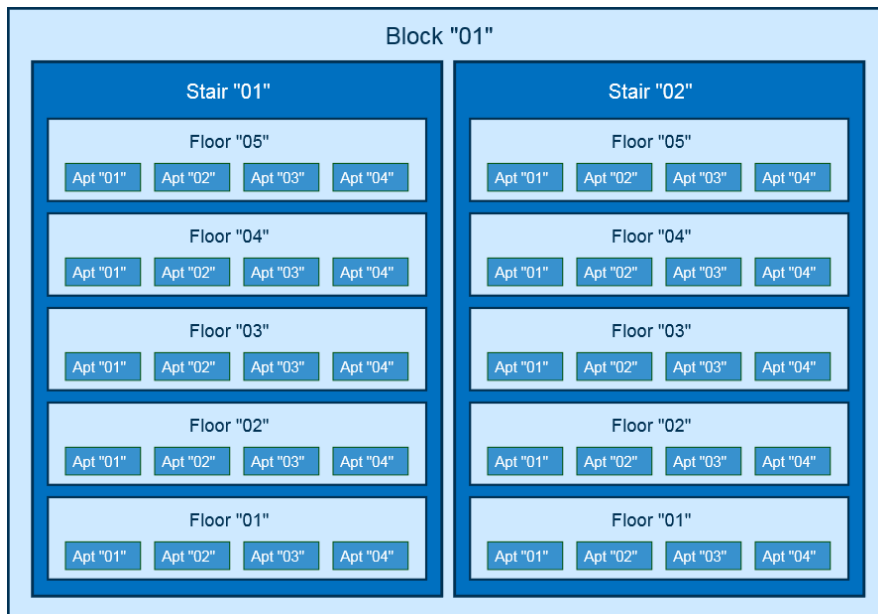 Block "01"
Stair "01"
Floor "05"
Apt "01" Apt "02" Apt "03" Apt "04"
Floor "04"
Apt "01" Apt "02" Apt "03" Apt "04"
Floor "03"
Apt "01" Apt "02" Apt "03" Apt "04"
Floor "02"
Apt "01" Apt "02" Apt "03" Apt "04"
Floor "01"
Apt "01" Apt "02" Apt "03" Apt "04"
Stair "02"
Floor "05"
Apt "01" Apt "02" Apt "03" Apt "04"
Floor "04"
Apt "01" Apt "02" Apt "03" Apt "04"
Floor "03"
Apt "01" Apt "02" Apt "03" Apt "04"
Floor "02"
Apt "01" Apt "02" Apt "03" Apt "04"
Floor "01"
Apt "01" Apt "02" Apt "03" Apt "04"